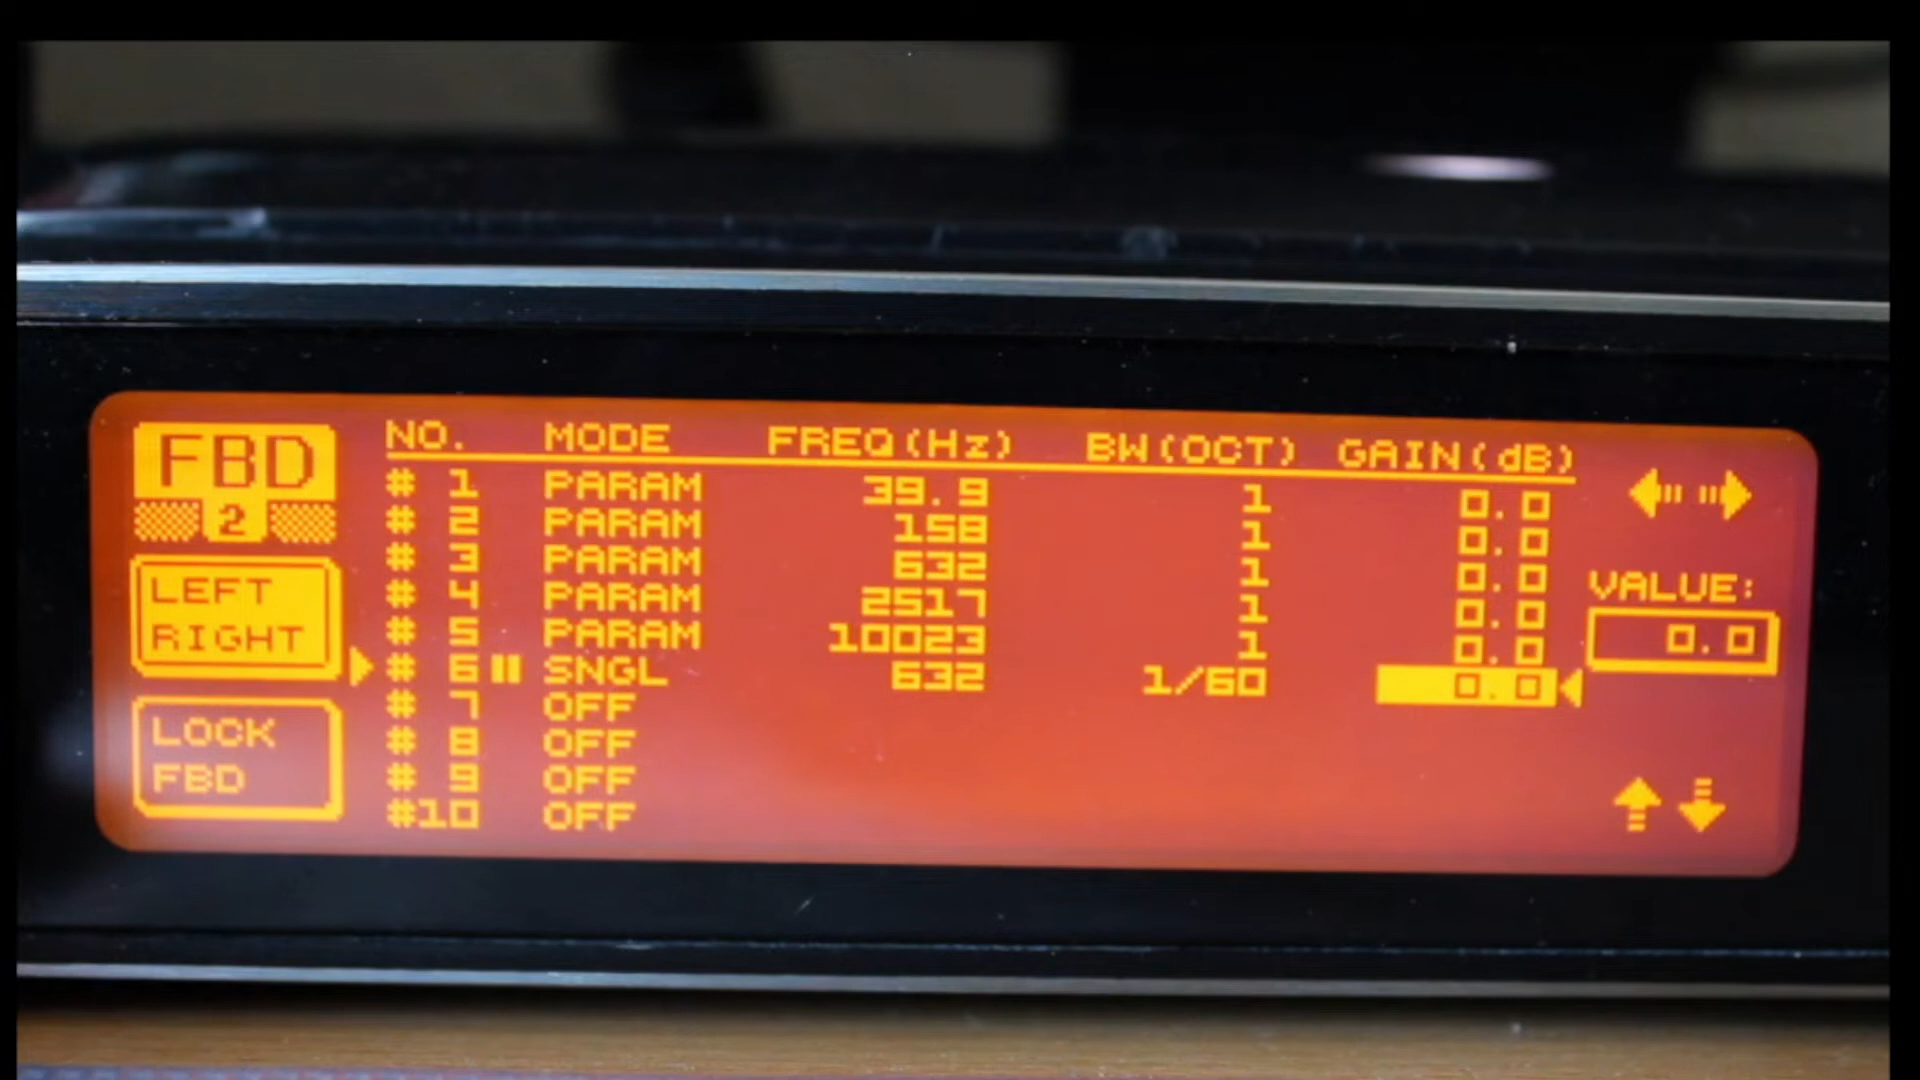 FBD
2
LEFT
RIGHT
LOCK
FBD
NO. MODE FREQ(Hz) BW(OCT) GAIN(dB)
# 1 PARAM 39.9 1 0.0
# 2 PARAM 158 1 0.0
# 3 PARAM 632 1 0.0
# 4 PARAM 2517 1 0.0
# 5 PARAM 10023 1 0.0
# 6 SNGL 632 1/60 0.0
# 7 OFF
# 8 OFF
# 9 OFF
#10 OFF
VALUE:
0.0